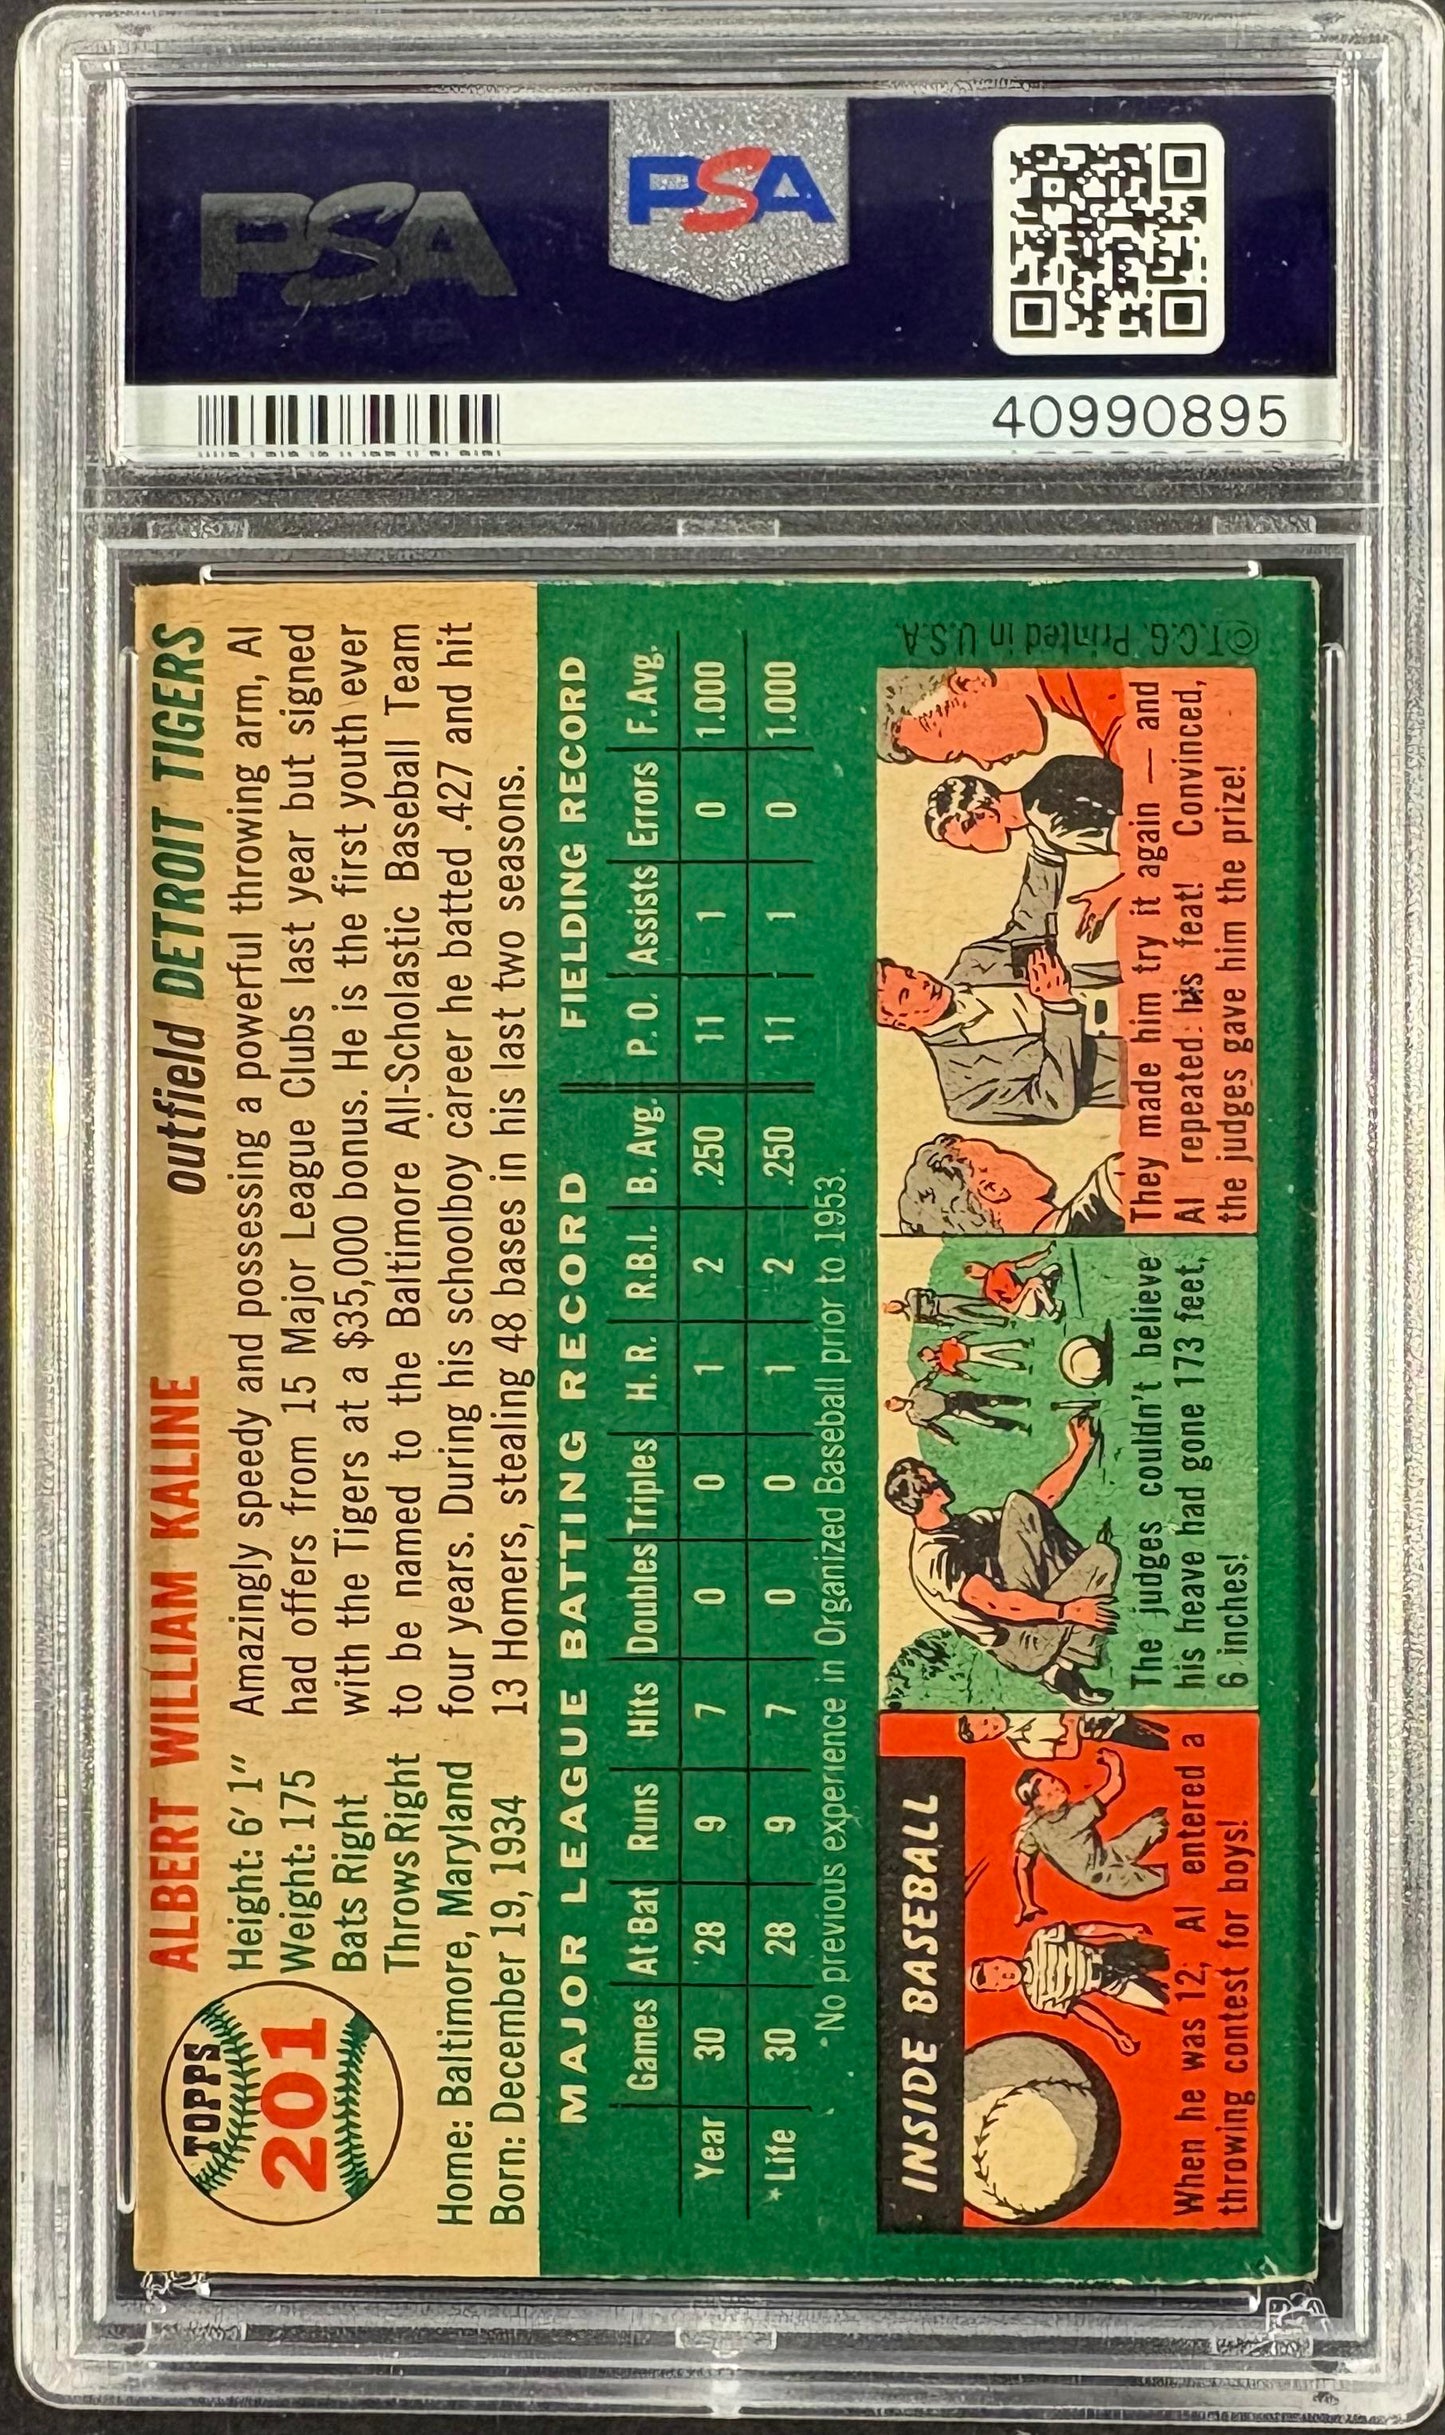 PSA
PSA
40990895
TOPPS
201
ALBERT WILLIAM KALINE
outfield DETROIT TIGERS
Height: 6' 1"
Weight: 175
Bats Right
Throws Right
Home: Baltimore, Maryland
Born: December 19, 1934
Amazingly speedy and possessing a powerful throwing arm, Al
had offers from 15 Major League Clubs last year but signed
with the Tigers at a $35,000 bonus. He is the first youth ever
to be named to the Baltimore All-Scholastic Baseball Team
four years. During his schoolboy career he batted .427 and hit
13 Homers, stealing 48 bases in his last two seasons.
MAJOR LEAGUE BATTING RECORD FIELDING RECORD
Games At Bat Runs Hits Doubles Triples H. R. R.B.I. B. Avg. P. O. Assists Errors F. Avg.
Year 30 28 9 7 0 0 1 2 .250 11 1 0 1.000
*Life 30 28 9 7 0 0 1 2 .250 11 1 0 1.000
*No previous experience in Organized Baseball prior to 1953.
INSIDE BASEBALL
When he was 12, Al entered a
throwing contest for boys!
The judges couldn't believe
his heave had gone 173 feet,
6 inches!
They made him try it again — and
Al repeated his feat! Convinced,
the judges gave him the prize!
©T.C.G. Printed in U.S.A.